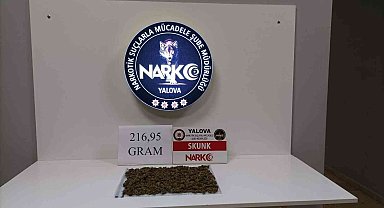 NARKOTİK SUÇLARLA MÜCADELE ŞUBE MÜDÜRLÜĞÜ
NARKO
YALOVA
216,95
GRAM
YALOVA
SKUNK
NARKO